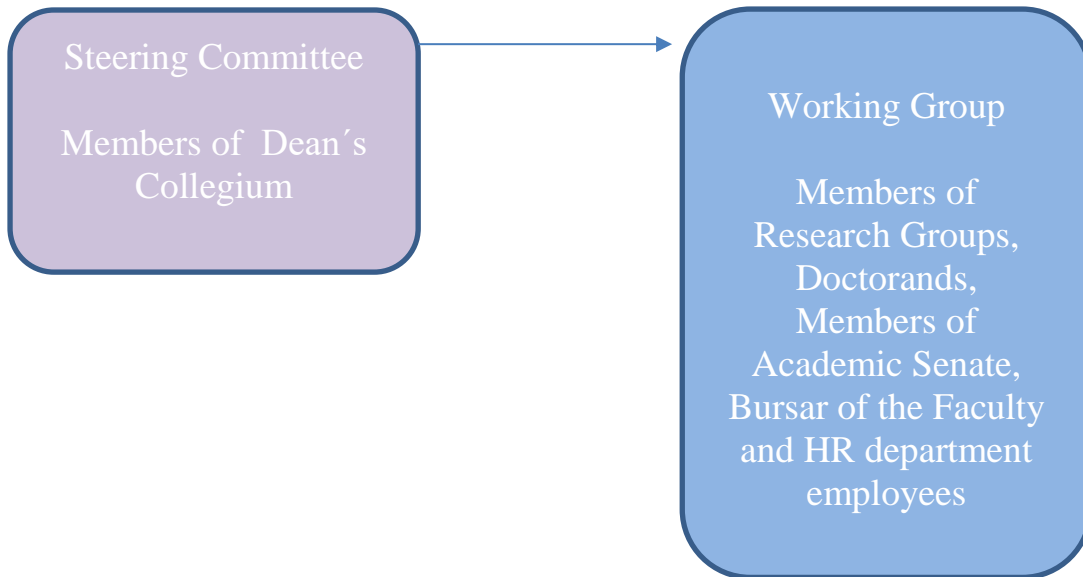 Steering Committee
Members of Dean´s
Collegium
Working Group
Members of
Research Groups,
Doctorands,
Members of
Academic Senate,
Bursar of the Faculty
and HR department
employees